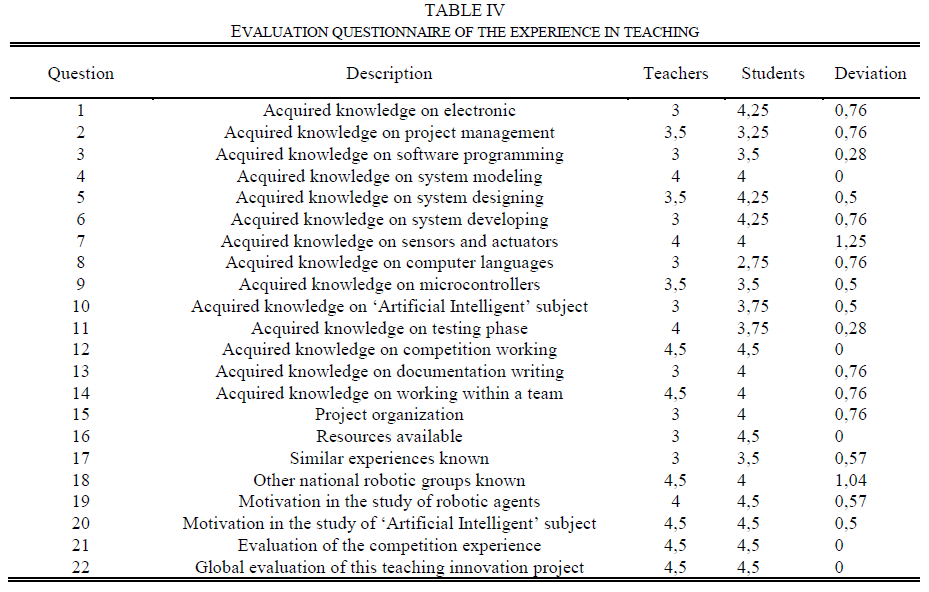 TABLE IV
EVALUATION QUESTIONNAIRE OF THE EXPERIENCE IN TEACHING
Question Description Teachers Students Deviation
1 Acquired knowledge on electronic 3 4,25 0,76
2 Acquired knowledge on project management 3,5 3,25 0,76
3 Acquired knowledge on software programming 3 3,5 0,28
4 Acquired knowledge on system modeling 4 4 0
5 Acquired knowledge on system designing 3,5 4,25 0,5
6 Acquired knowledge on system developing 3 4,25 0,76
7 Acquired knowledge on sensors and actuators 4 4 1,25
8 Acquired knowledge on computer languages 3 2,75 0,76
9 Acquired knowledge on microcontrollers 3,5 3,5 0,5
10 Acquired knowledge on ‘Artificial Intelligent’ subject 3 3,75 0,5
11 Acquired knowledge on testing phase 4 3,75 0,28
12 Acquired knowledge on competition working 4,5 4,5 0
13 Acquired knowledge on documentation writing 3 4 0,76
14 Acquired knowledge on working within a team 4,5 4 0,76
15 Project organization 3 4 0,76
16 Resources available 3 4,5 0
17 Similar experiences known 3 3,5 0,57
18 Other national robotic groups known 4,5 4 1,04
19 Motivation in the study of robotic agents 4 4,5 0,57
20 Motivation in the study of ‘Artificial Intelligent’ subject 4,5 4,5 0,5
21 Evaluation of the competition experience 4,5 4,5 0
22 Global evaluation of this teaching innovation project 4,5 4,5 0